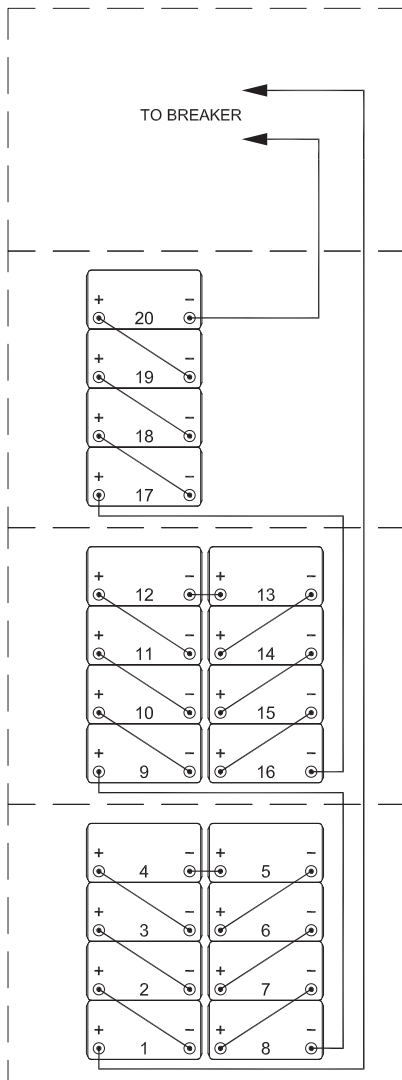 TO BREAKER
+ −
20
+ −
19
+ −
18
+ −
17
+ − + −
12 13
+ − + −
11 14
+ − + −
10 15
+ − + −
9 16
+ − + −
4 5
+ − + −
3 6
+ − + −
2 7
+ − + −
1 8